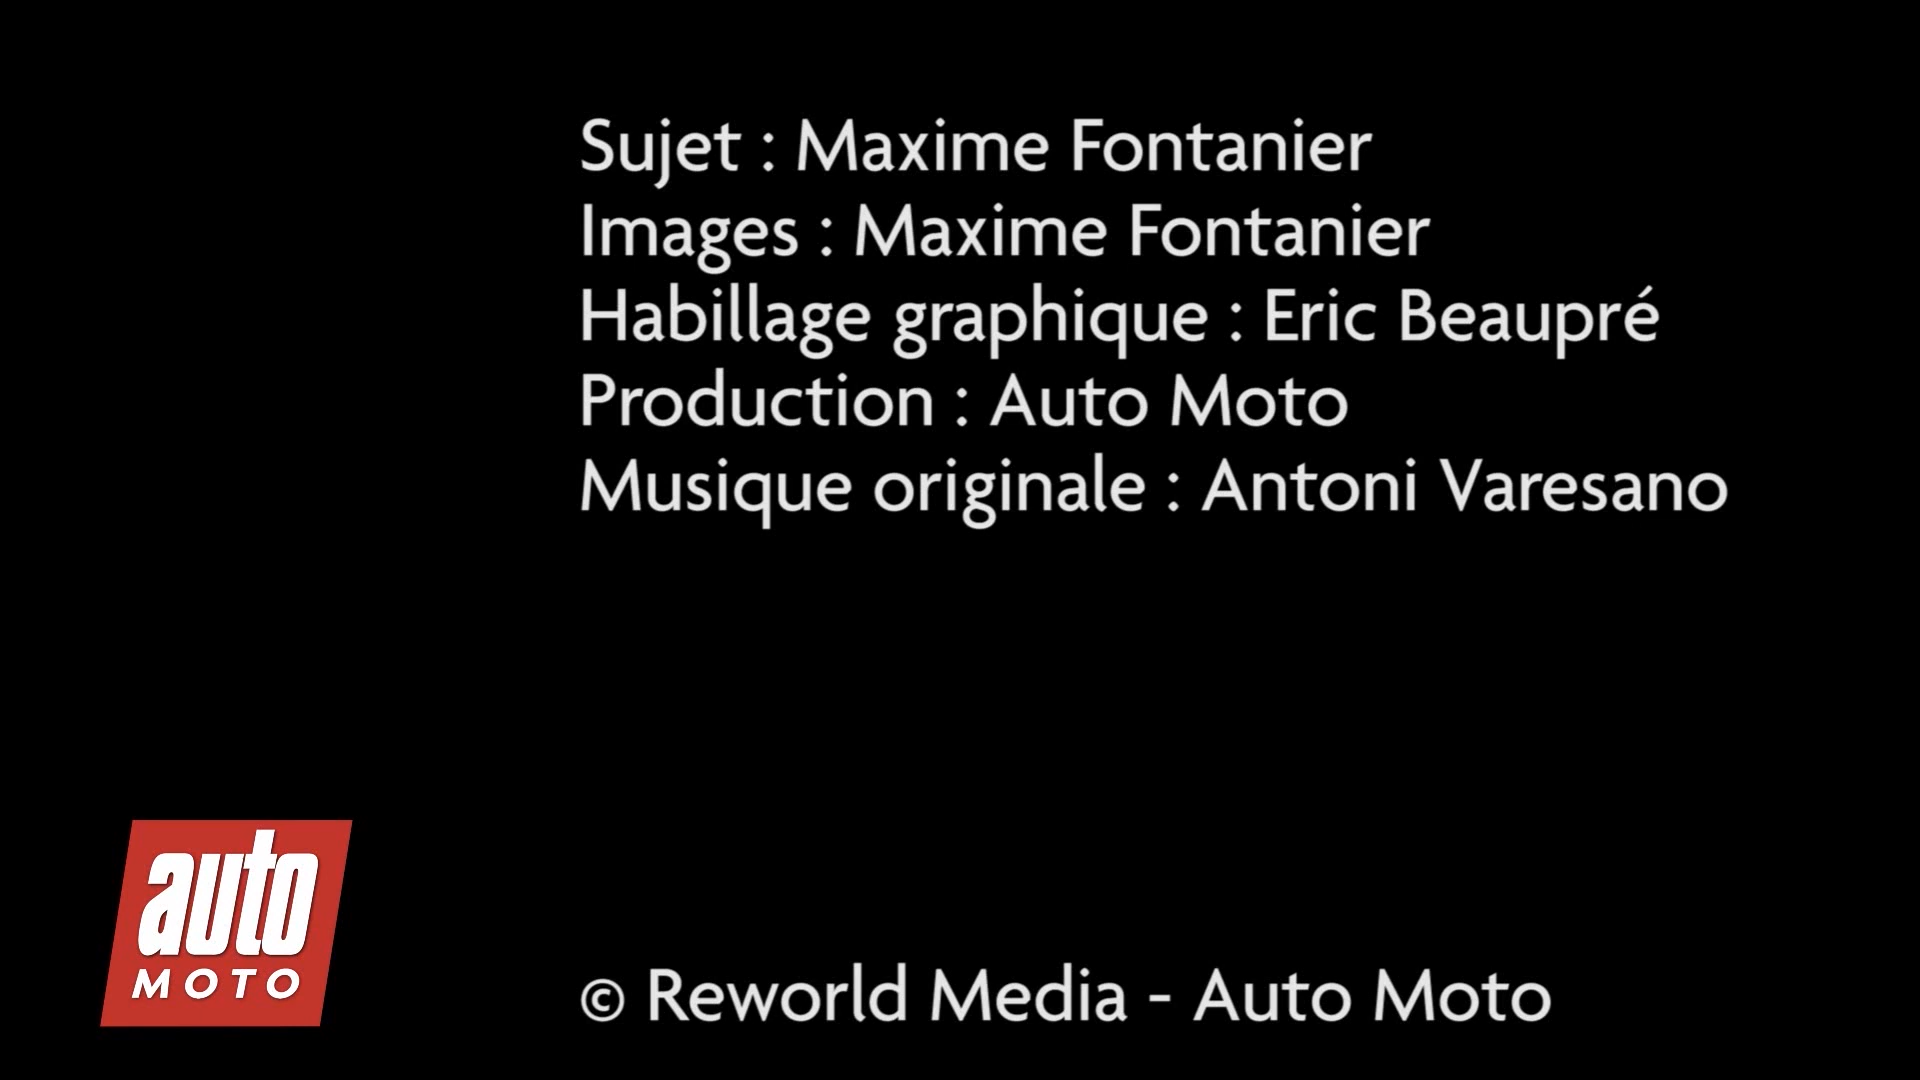 Sujet : Maxime Fontanier
Images : Maxime Fontanier
Habillage graphique : Eric Beaupré
Production : Auto Moto
Musique originale : Antoni Varesano
auto
MOTO
© Reworld Media - Auto Moto